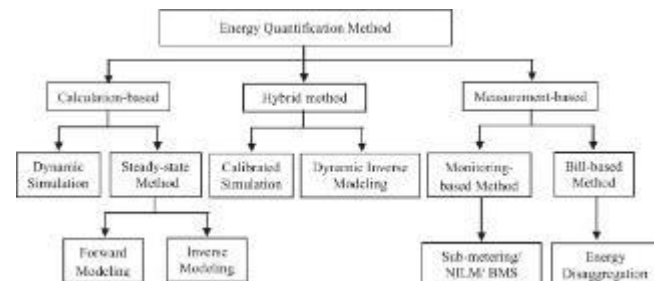 Energy Quantification Method
Calculation-based
Hybrid method
Measurement-based
Dynamic
Simulation
Steady-state
Method
Calibrated
Simulation
Dynamic Inverse
Modeling
Monitoring-
based Method
Bill-based
Method
Forward
Modeling
Inverse
Modeling
Sub-metering/
NILM/ BMS
Energy
Disaggregation